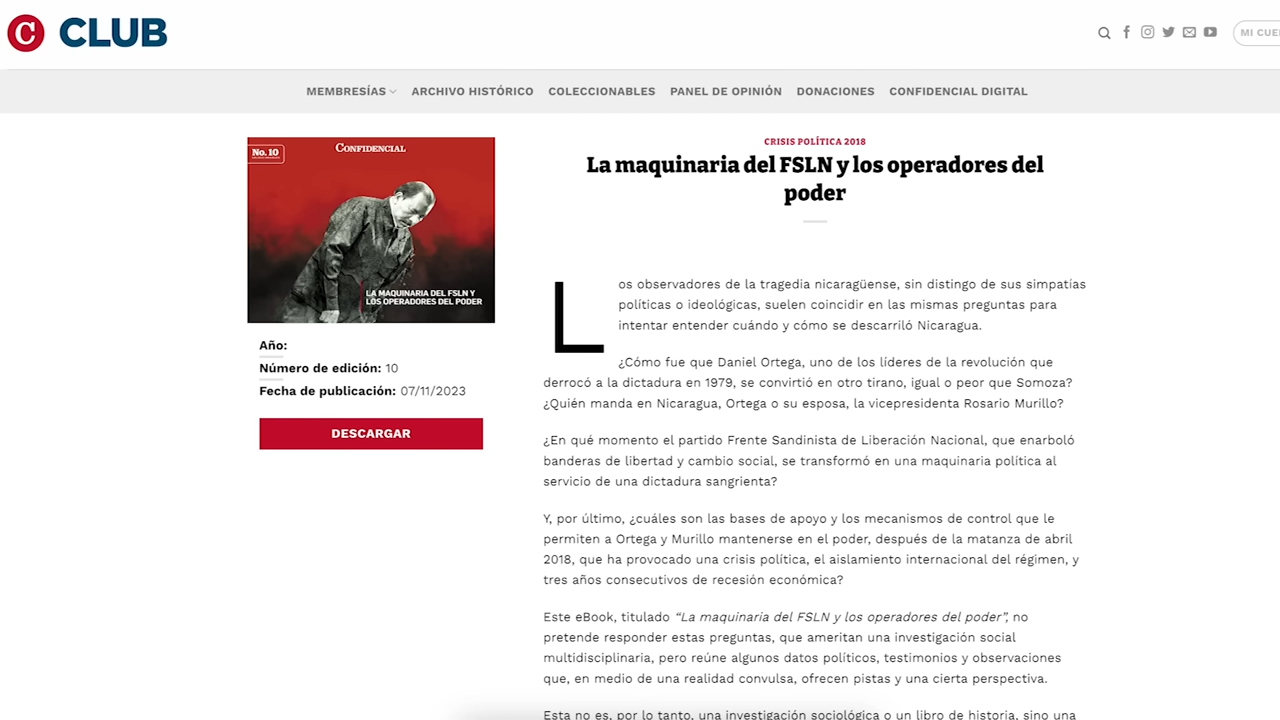 C CLUB
MI CUE
MEMBRESÍAS
ARCHIVO HISTÓRICO
COLECCIONABLES
PANEL DE OPINIÓN
DONACIONES
CONFIDENCIAL DIGITAL
No. 10
CONFIDENCIAL
LA MAQUINARIA DEL FSLN Y
LOS OPERADORES DEL PODER
Año:
Número de edición: 10
Fecha de publicación: 07/11/2023
DESCARGAR
CRISIS POLÍTICA 2018
La maquinaria del FSLN y los operadores del
poder
Los observadores de la tragedia nicaragüense, sin distingo de sus simpatías
políticas o ideológicas, suelen coincidir en las mismas preguntas para
intentar entender cuándo y cómo se descarriló Nicaragua.
¿Cómo fue que Daniel Ortega, uno de los líderes de la revolución que
derrocó a la dictadura en 1979, se convirtió en otro tirano, igual o peor que Somoza?
¿Quién manda en Nicaragua, Ortega o su esposa, la vicepresidenta Rosario Murillo?
¿En qué momento el partido Frente Sandinista de Liberación Nacional, que enarboló
banderas de libertad y cambio social, se transformó en una maquinaria política al
servicio de una dictadura sangrienta?
Y, por último, ¿cuáles son las bases de apoyo y los mecanismos de control que le
permiten a Ortega y Murillo mantenerse en el poder, después de la matanza de abril
2018, que ha provocado una crisis política, el aislamiento internacional del régimen, y
tres años consecutivos de recesión económica?
Este eBook, titulado “La maquinaria del FSLN y los operadores del poder”, no
pretende responder estas preguntas, que ameritan una investigación social
multidisciplinaria, pero reúne algunos datos políticos, testimonios y observaciones
que, en medio de una realidad convulsa, ofrecen pistas y una cierta perspectiva.
Esta no es, por lo tanto, una investigación sociológica o un libro de historia, sino una